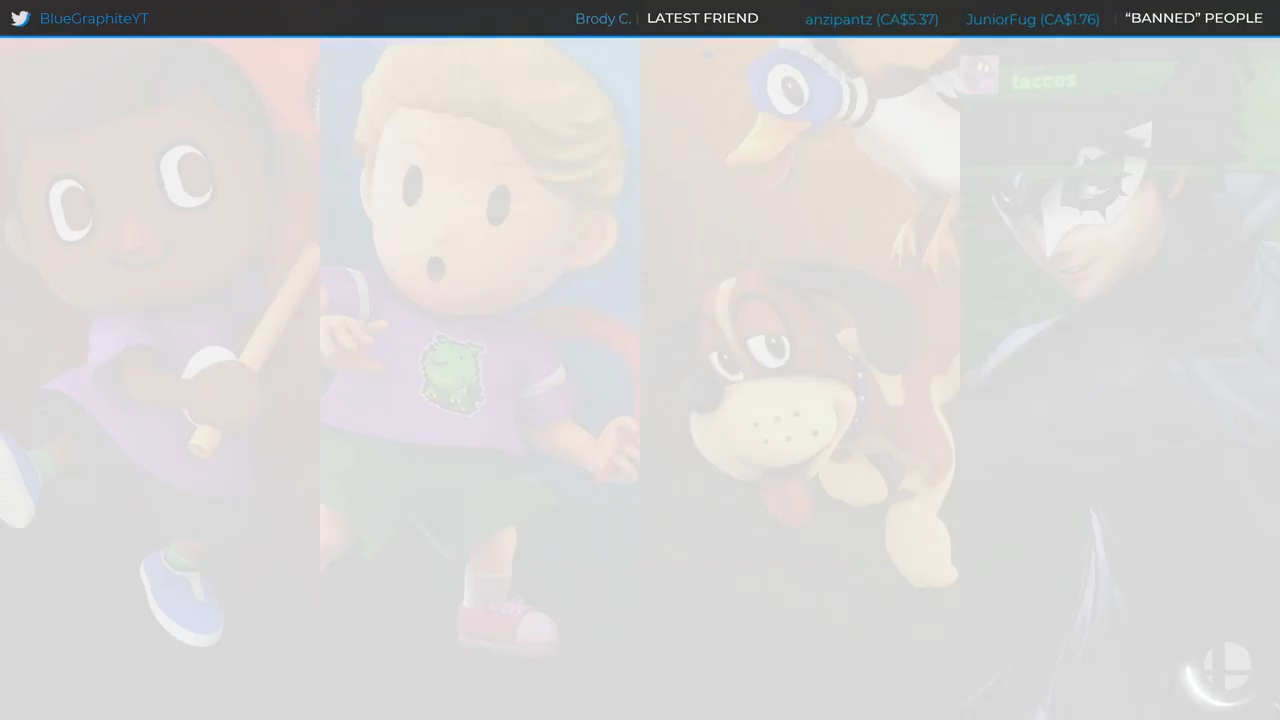 BlueGraphiteYT
Brody C. | LATEST FRIEND
anzipantz (CA$5.37) JuniorFug (CA$1.76) | “BANNED” PEOPLE
taccos